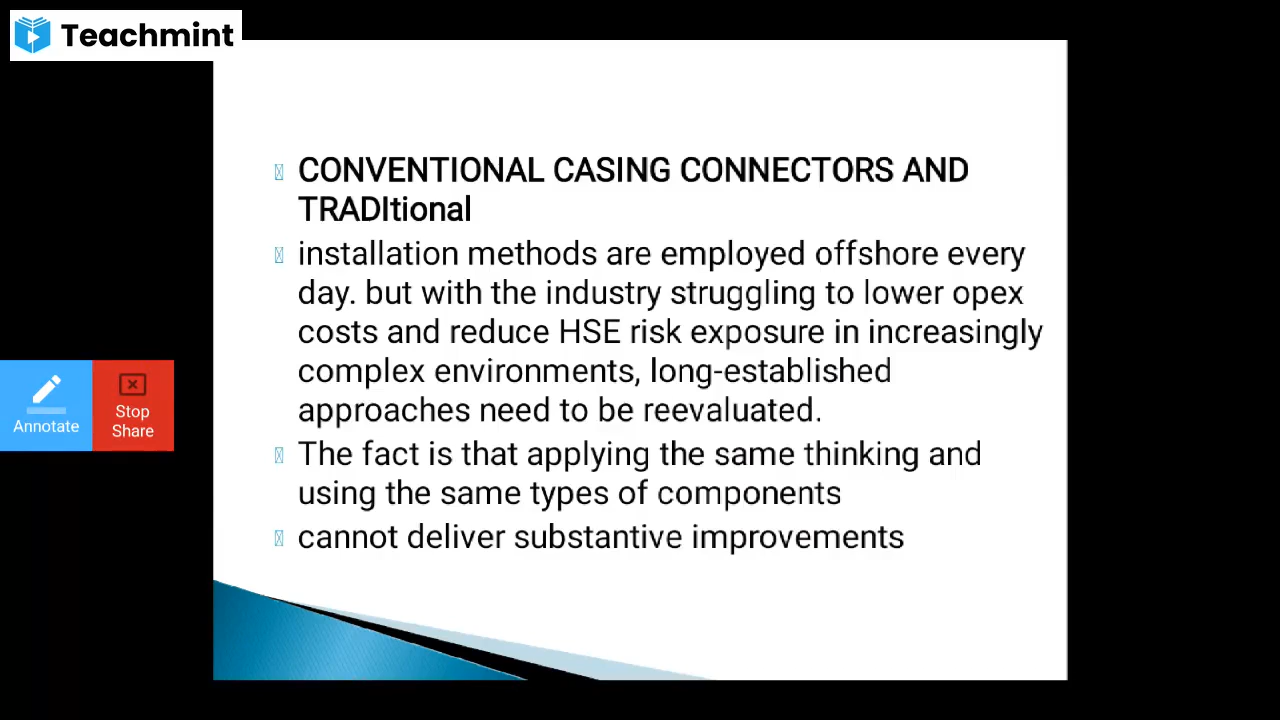 Teachmint
CONVENTIONAL CASING CONNECTORS AND
TRADItional
installation methods are employed offshore every
day. but with the industry struggling to lower opex
costs and reduce HSE risk exposure in increasingly
complex environments, long-established
approaches need to be reevaluated.
The fact is that applying the same thinking and
using the same types of components
cannot deliver substantive improvements
Annotate
Stop
Share